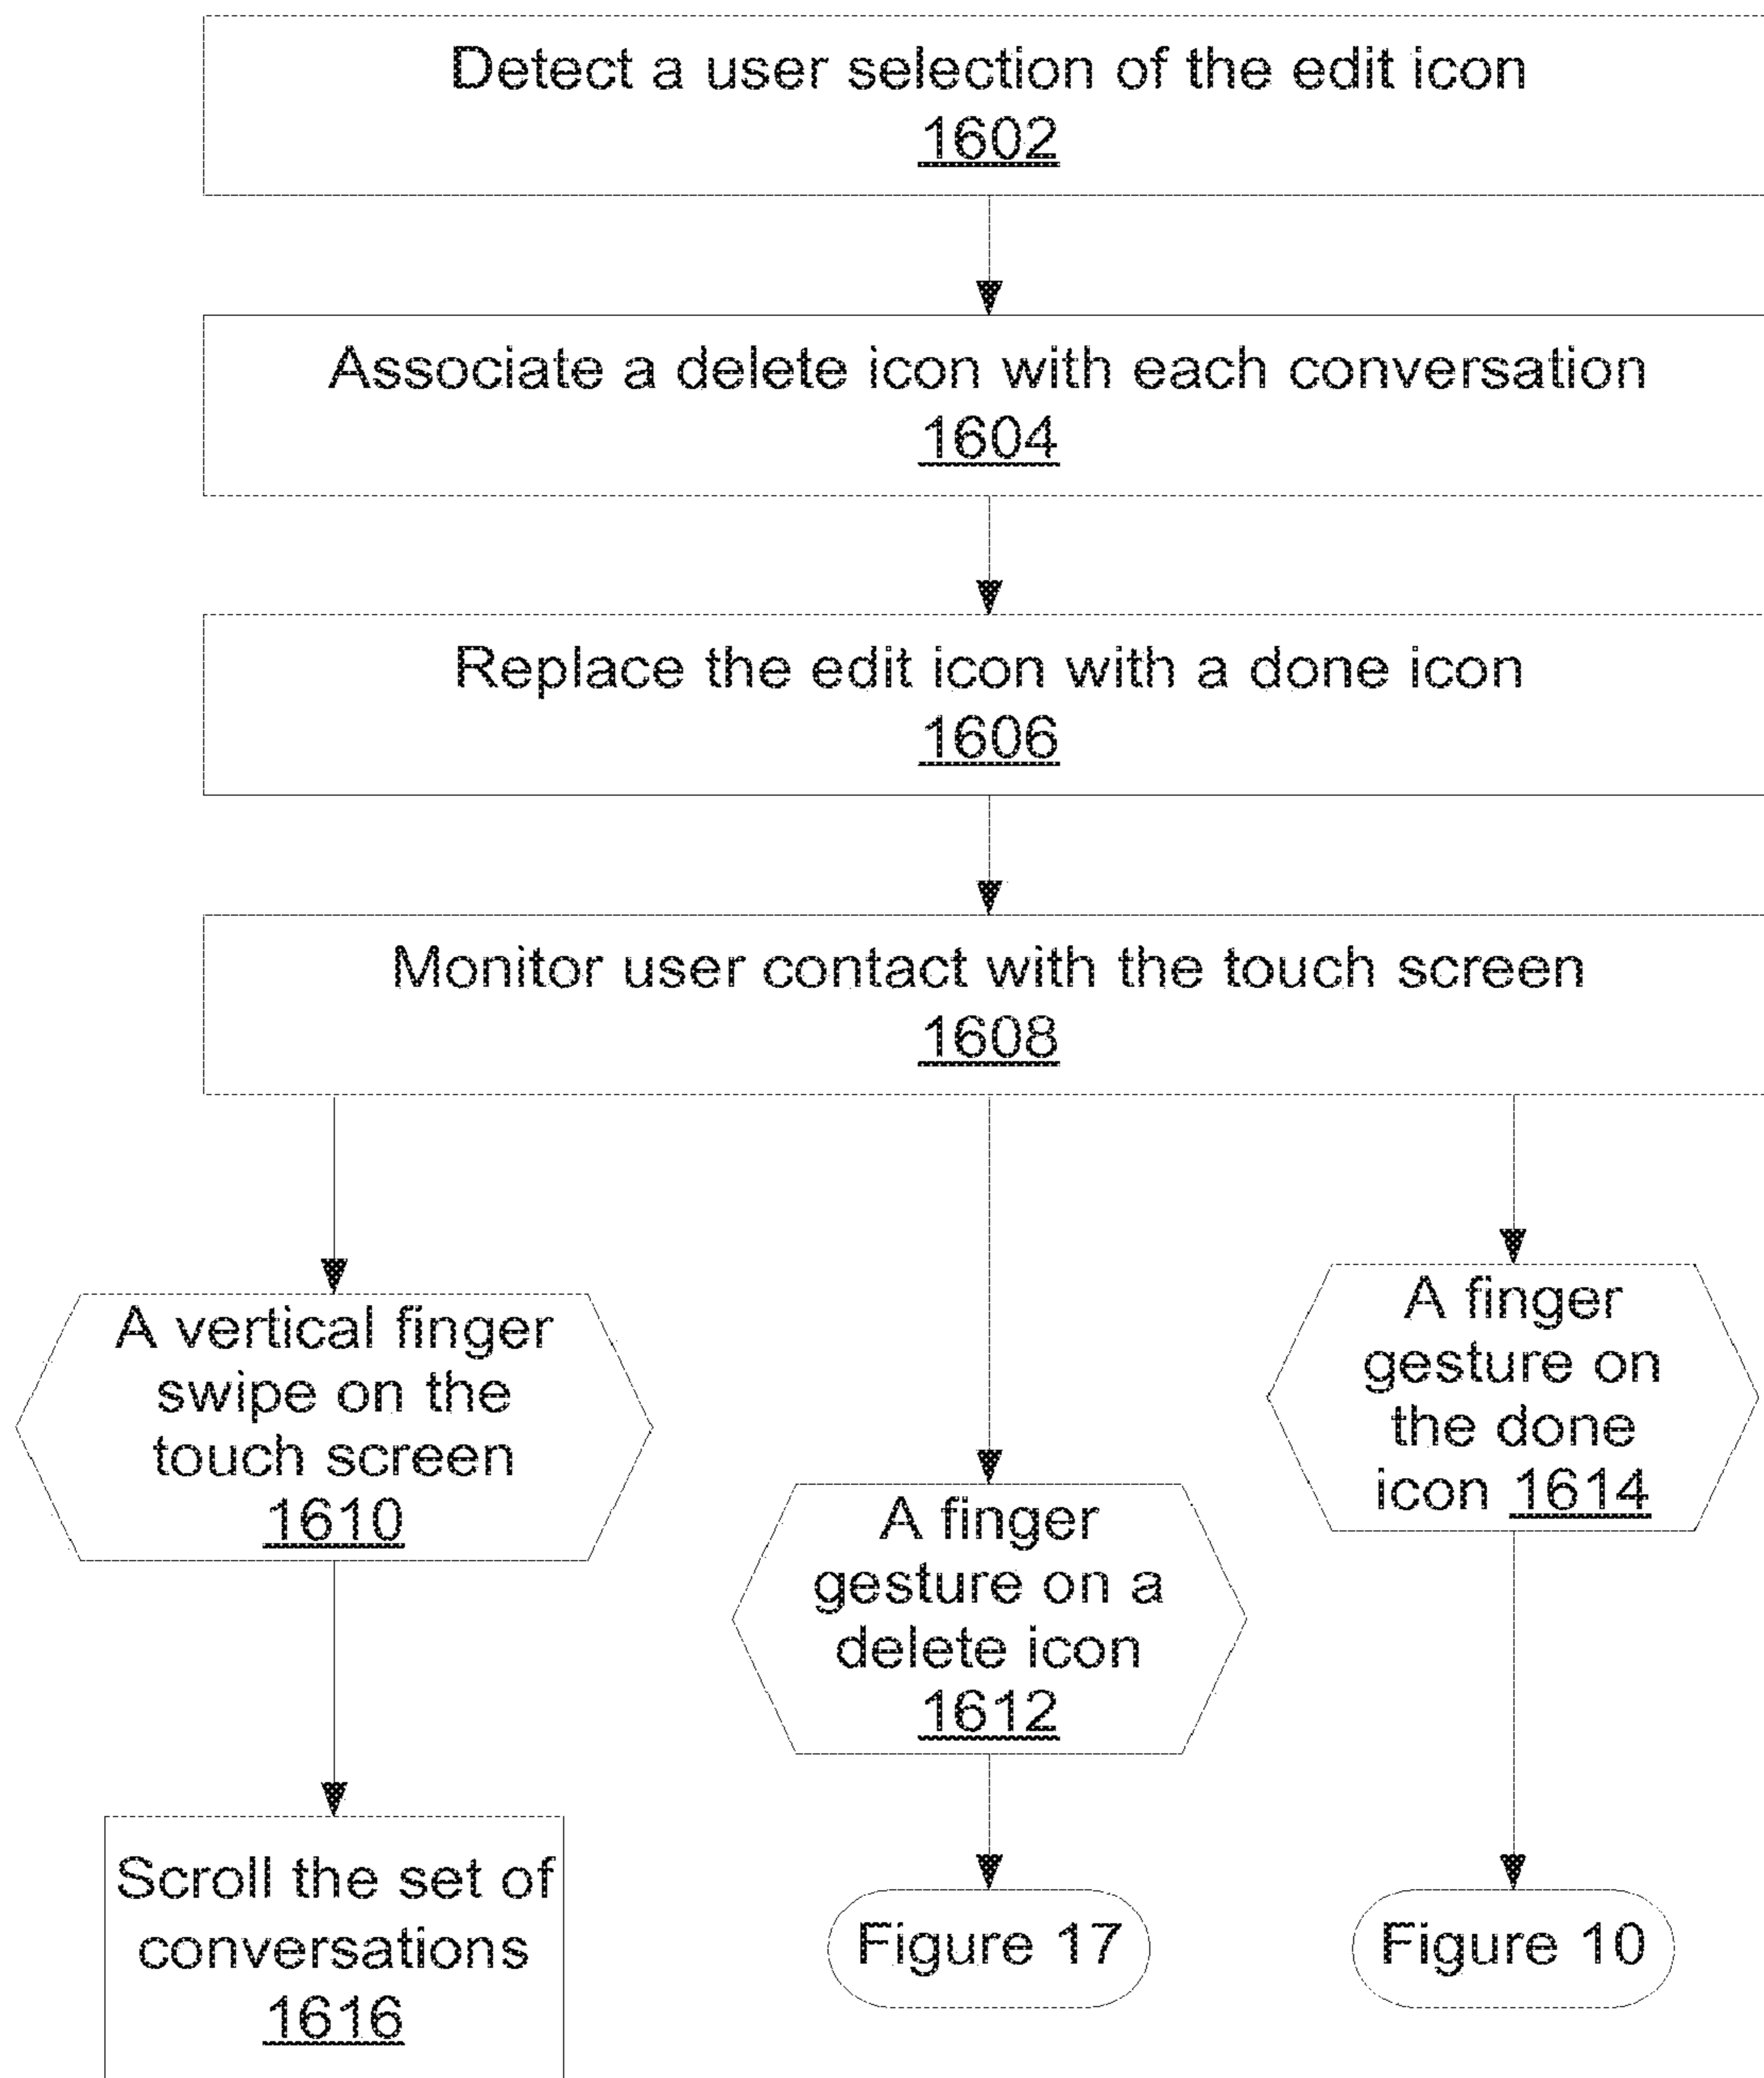 Detect a user selection of the edit icon
1602
Associate a delete icon with each conversation
1604
Replace the edit icon with a done icon
1606
Monitor user contact with the touch screen
1608
A vertical finger
swipe on the
touch screen
1610
A finger
gesture on a
delete icon
1612
A finger
gesture on
the done
icon 1614
Scroll the set of
conversations
1616
Figure 17
Figure 10